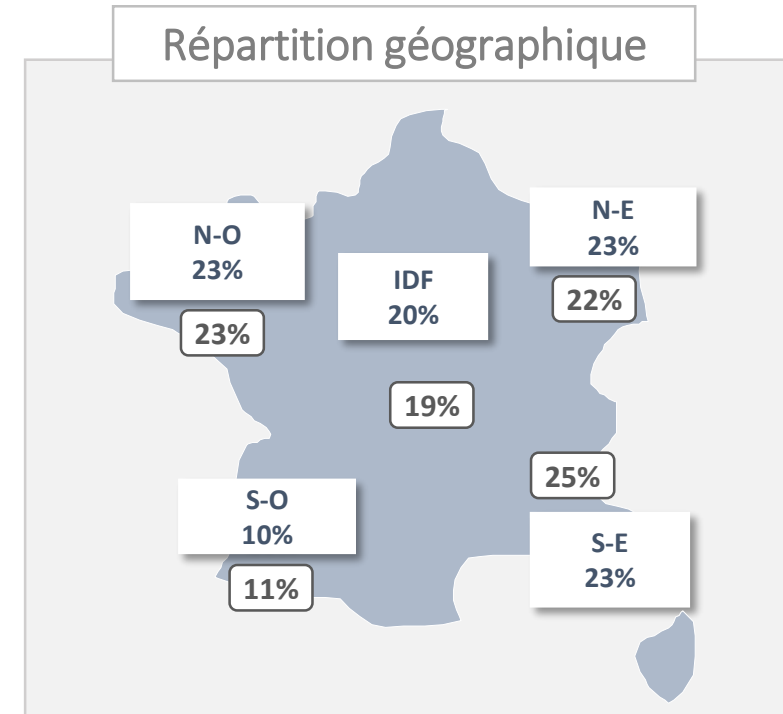 Répartition géographique
N-O
23%
23%
IDF
20%
19%
N-E
23%
22%
S-O
10%
11%
25%
S-E
23%